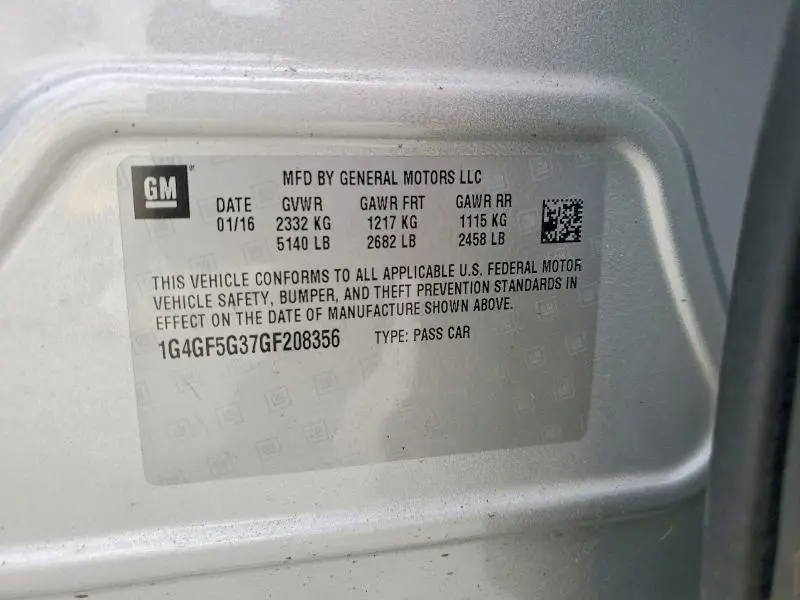 GM
MFD BY GENERAL MOTORS LLC
DATE GVWR GAWR FRT GAWR RR
01/16 2332 KG 1217 KG 1115 KG
5140 LB 2682 LB 2458 LB
THIS VEHICLE CONFORMS TO ALL APPLICABLE U.S. FEDERAL MOTOR
VEHICLE SAFETY, BUMPER, AND THEFT PREVENTION STANDARDS IN
EFFECT ON THE DATE OF MANUFACTURE SHOWN ABOVE.
1G4GF5G37GF208356 TYPE: PASS CAR